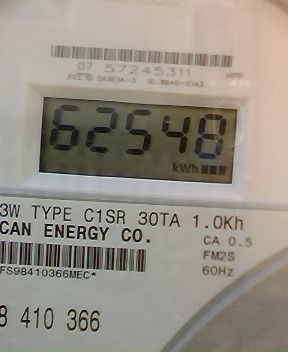 07 57245311 HPP
62548
kWh
3W TYPE C1SR 30TA 1.0Kh
CAN ENERGY CO. CA 0.5
FM2S
FS98410366MEC* 60Hz
8 410 366